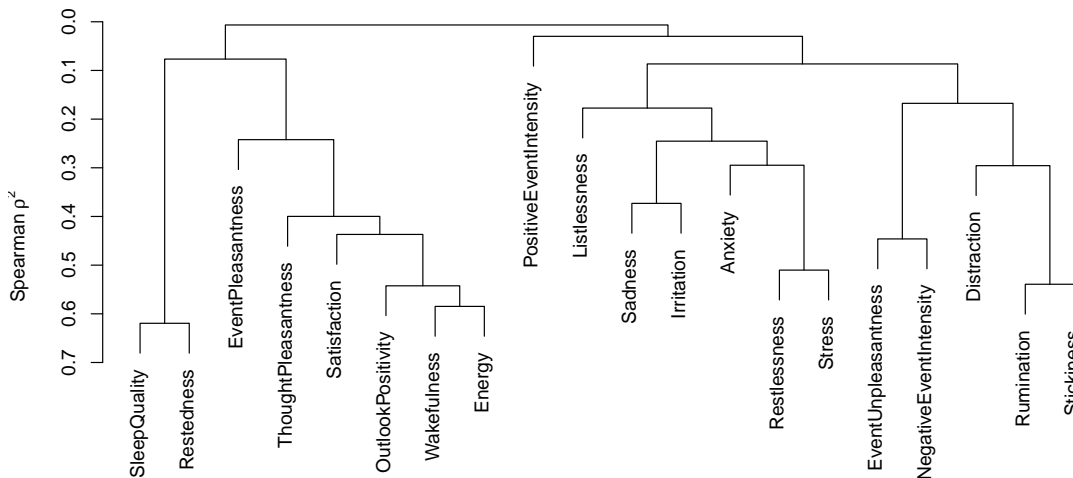 Spearman ρ²
0.0
0.1
0.2
0.3
0.4
0.5
0.6
0.7
SleepQuality
Restedness
EventPleasantness
ThoughtPleasantness
Satisfaction
OutlookPositivity
Wakefulness
Energy
PositiveEventIntensity
Listlessness
Sadness
Irritation
Anxiety
Restlessness
Stress
EventUnpleasantness
NegativeEventIntensity
Distraction
Rumination
Stickiness